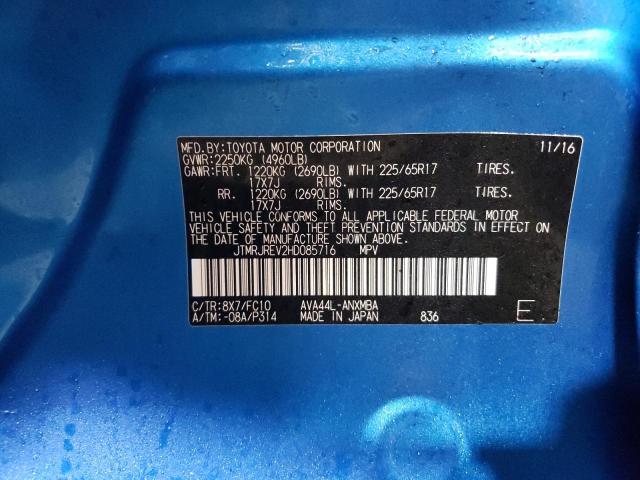 MFD.BY:TOYOTA MOTOR CORPORATION 11/16
GVWR:2250KG (4960LB)
GAWR:FRT. 1220KG (2690LB) WITH 225/65R17 TIRES.
17X7J RIMS.
RR. 1220KG (2690LB) WITH 225/65R17 TIRES.
17X7J RIMS.
THIS VEHICLE CONFORMS TO ALL APPLICABLE FEDERAL MOTOR
VEHICLE SAFETY AND THEFT PREVENTION STANDARDS IN EFFECT ON
THE DATE OF MANUFACTURE SHOWN ABOVE.
JTMRJREV2HD085716 MPV
C/TR:8X7/FC10 AVA44L-ANXMBA
A/TM:-08A/P314 MADE IN JAPAN 836 E